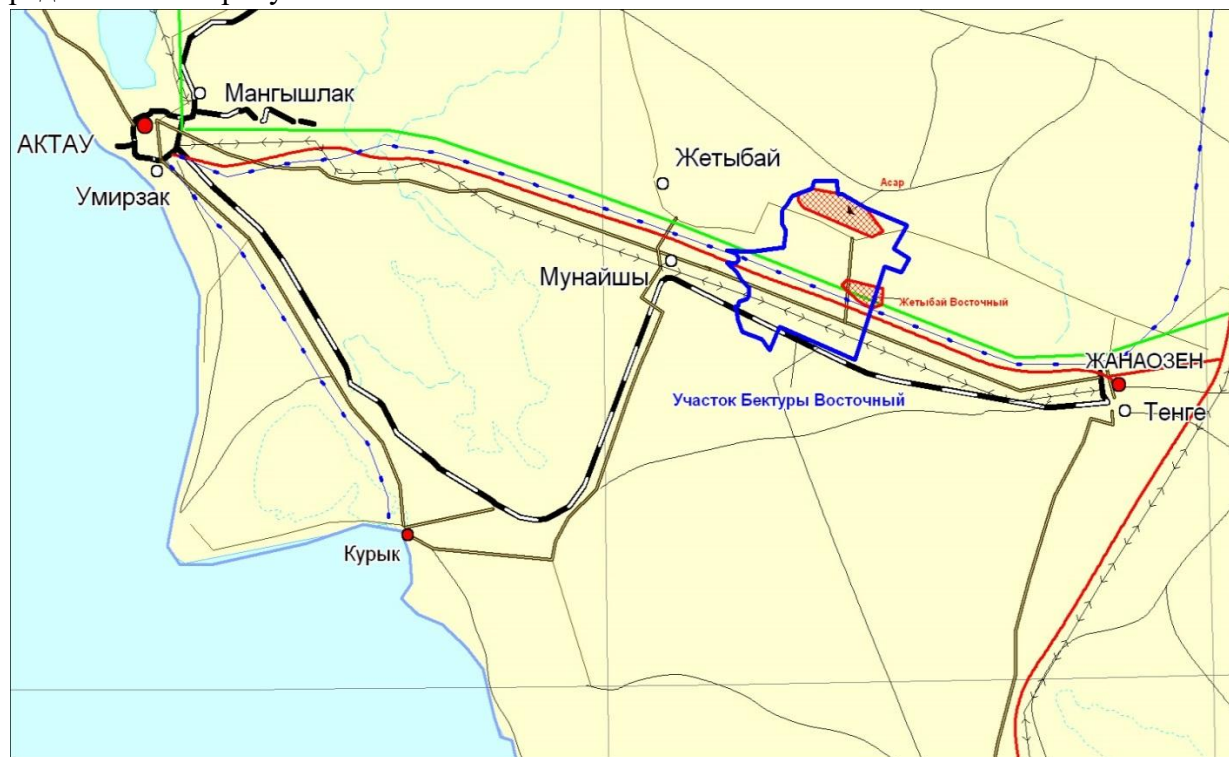 Мангышлак
АКТАУ
Умирзак
Жетыбай
Асар
Мунайшы
Жетыбай Восточный
ЖАНАОЗЕН
Участок Бектуры Восточный
Тенге
Курык